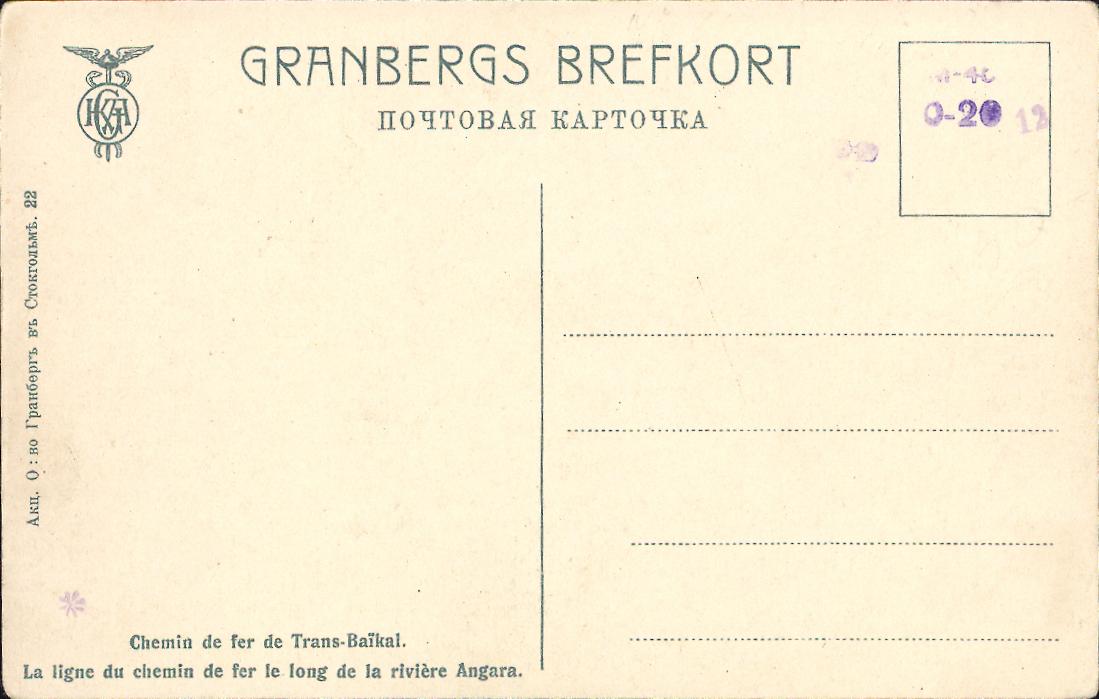 GRANBERGS BREFKORT
ПОЧТОВАЯ КАРТОЧКА
0-20
12
Акц. О: во Гранбергъ въ Стокгольмѣ. 22
Chemin de fer de Trans-Baïkal.
La ligne du chemin de fer le long de la rivière Angara.